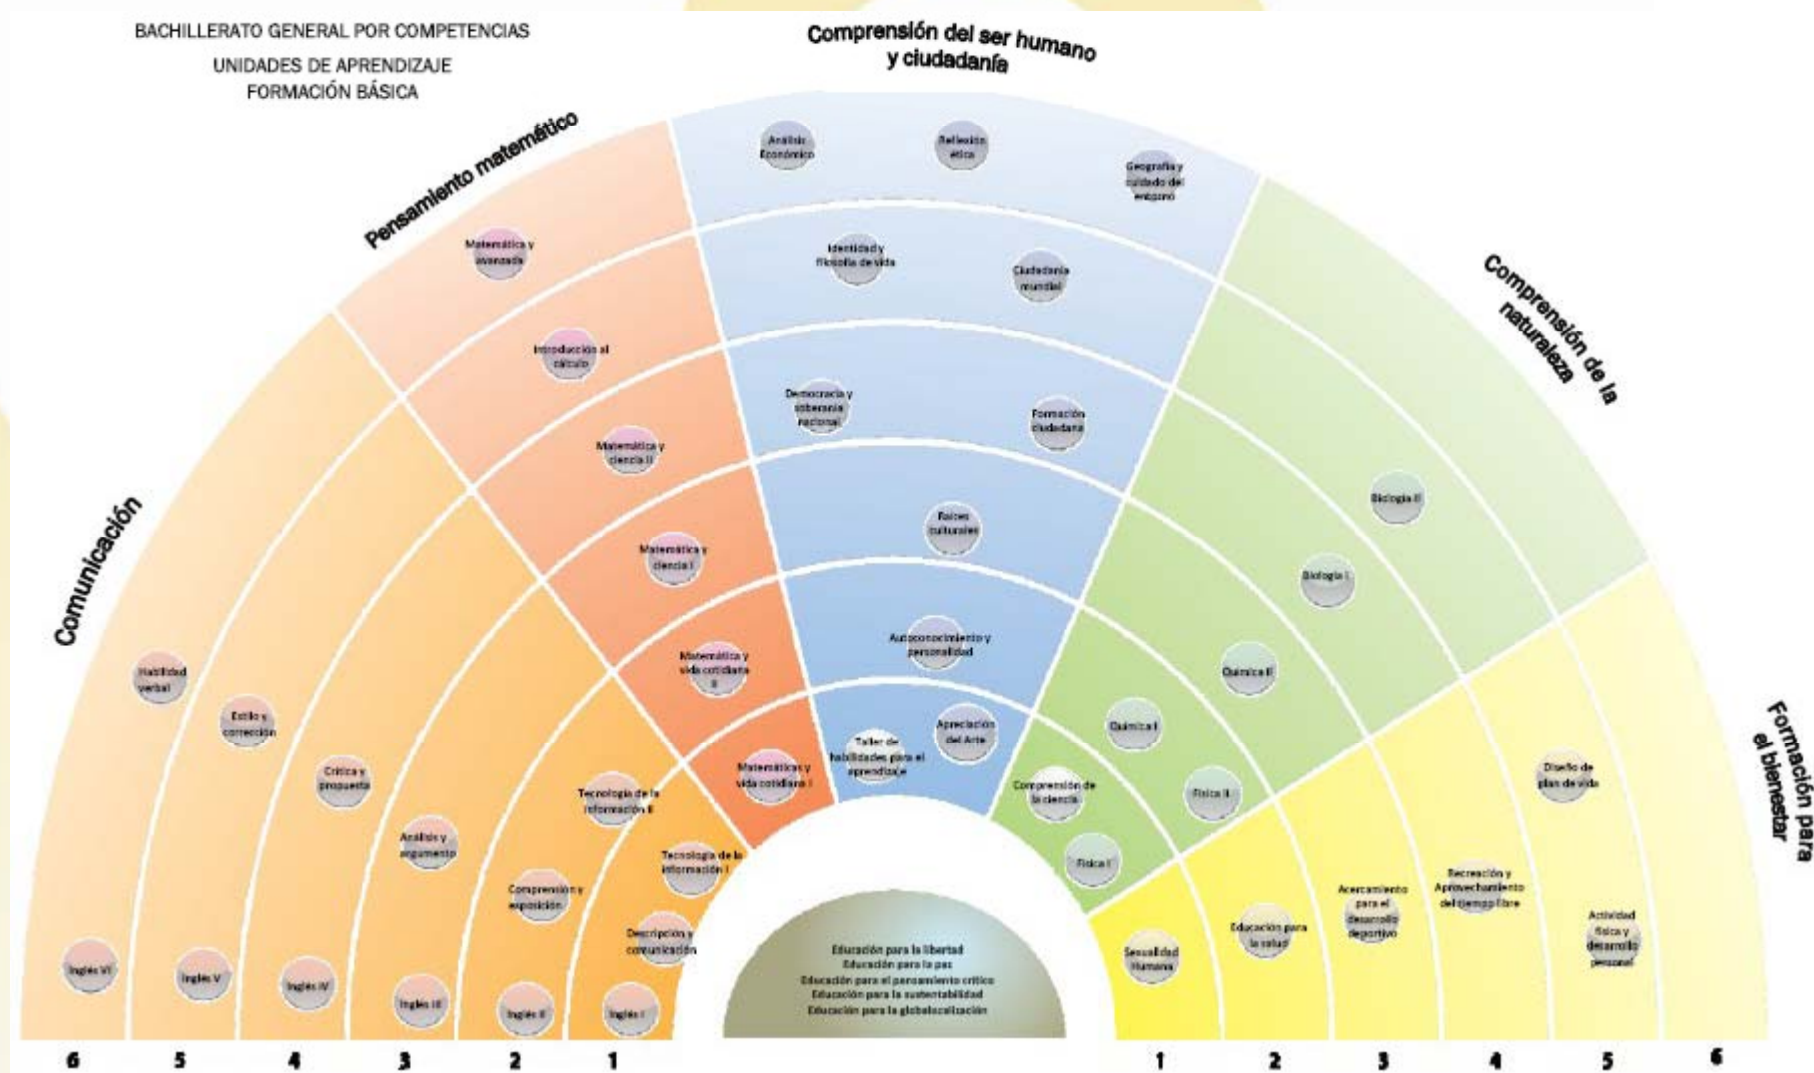 BACHILLERATO GENERAL POR COMPETENCIAS
UNIDADES DE APRENDIZAJE
FORMACIÓN BÁSICA
Comunicación
Pensamiento matemático
Comprensión del ser humano
y ciudadanía
Comprensión de la
naturaleza
Formación para
el bienestar
Habilidad
verbal
Estilo y
corrección
Crítica y
propuesta
Análisis y
argumento
Comprensión y
exposición
Tecnología de la
información II
Tecnología de la
información I
Descripción y
comunicación
Inglés VI
Inglés V
Inglés IV
Inglés III
Inglés II
Inglés I
Matemática y
avanzada
Introducción al
cálculo
Matemática y
ciencia II
Matemática y
ciencia I
Matemática y
vida cotidiana
II
Matemáticas y
vida cotidiana I
Análisis
Económico
Reflexión
ética
Geografía y
cuidado del
entorno
Identidad y
filosofía de vida
Ciudadanía
mundial
Democracia y
soberanía
nacional
Formación
ciudadana
Raíces
culturales
Autoconocimiento y
personalidad
Taller de
habilidades para el
aprendizaje
Apreciación
del Arte
Biología II
Biología I
Química II
Química I
Física II
Comprensión de
la ciencia
Física I
Sexualidad
Humana
Educación para
la salud
Acercamiento
para el
desarrollo
deportivo
Recreación y
Aprovechamiento
del tiempo libre
Diseño de
plan de vida
Actividad
física y
desarrollo
personal
Educación para la libertad
Educación para la paz
Educación para el pensamiento crítico
Educación para la sustentabilidad
Educación para la globalocalización
6 5 4 3 2 1 1 2 3 4 5 6